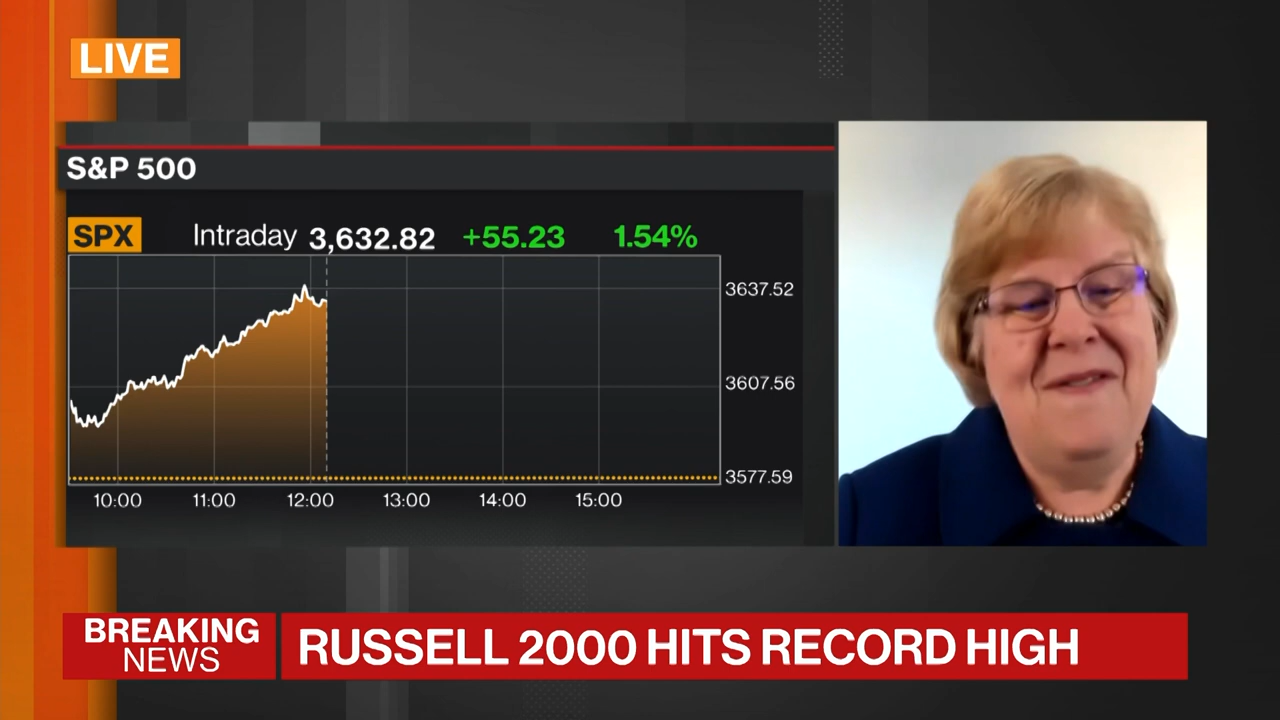 LIVE
S&P 500
SPX Intraday 3,632.82 +55.23 1.54%
3637.52
3607.56
3577.59
10:00 11:00 12:00 13:00 14:00 15:00
BREAKING
NEWS
RUSSELL 2000 HITS RECORD HIGH